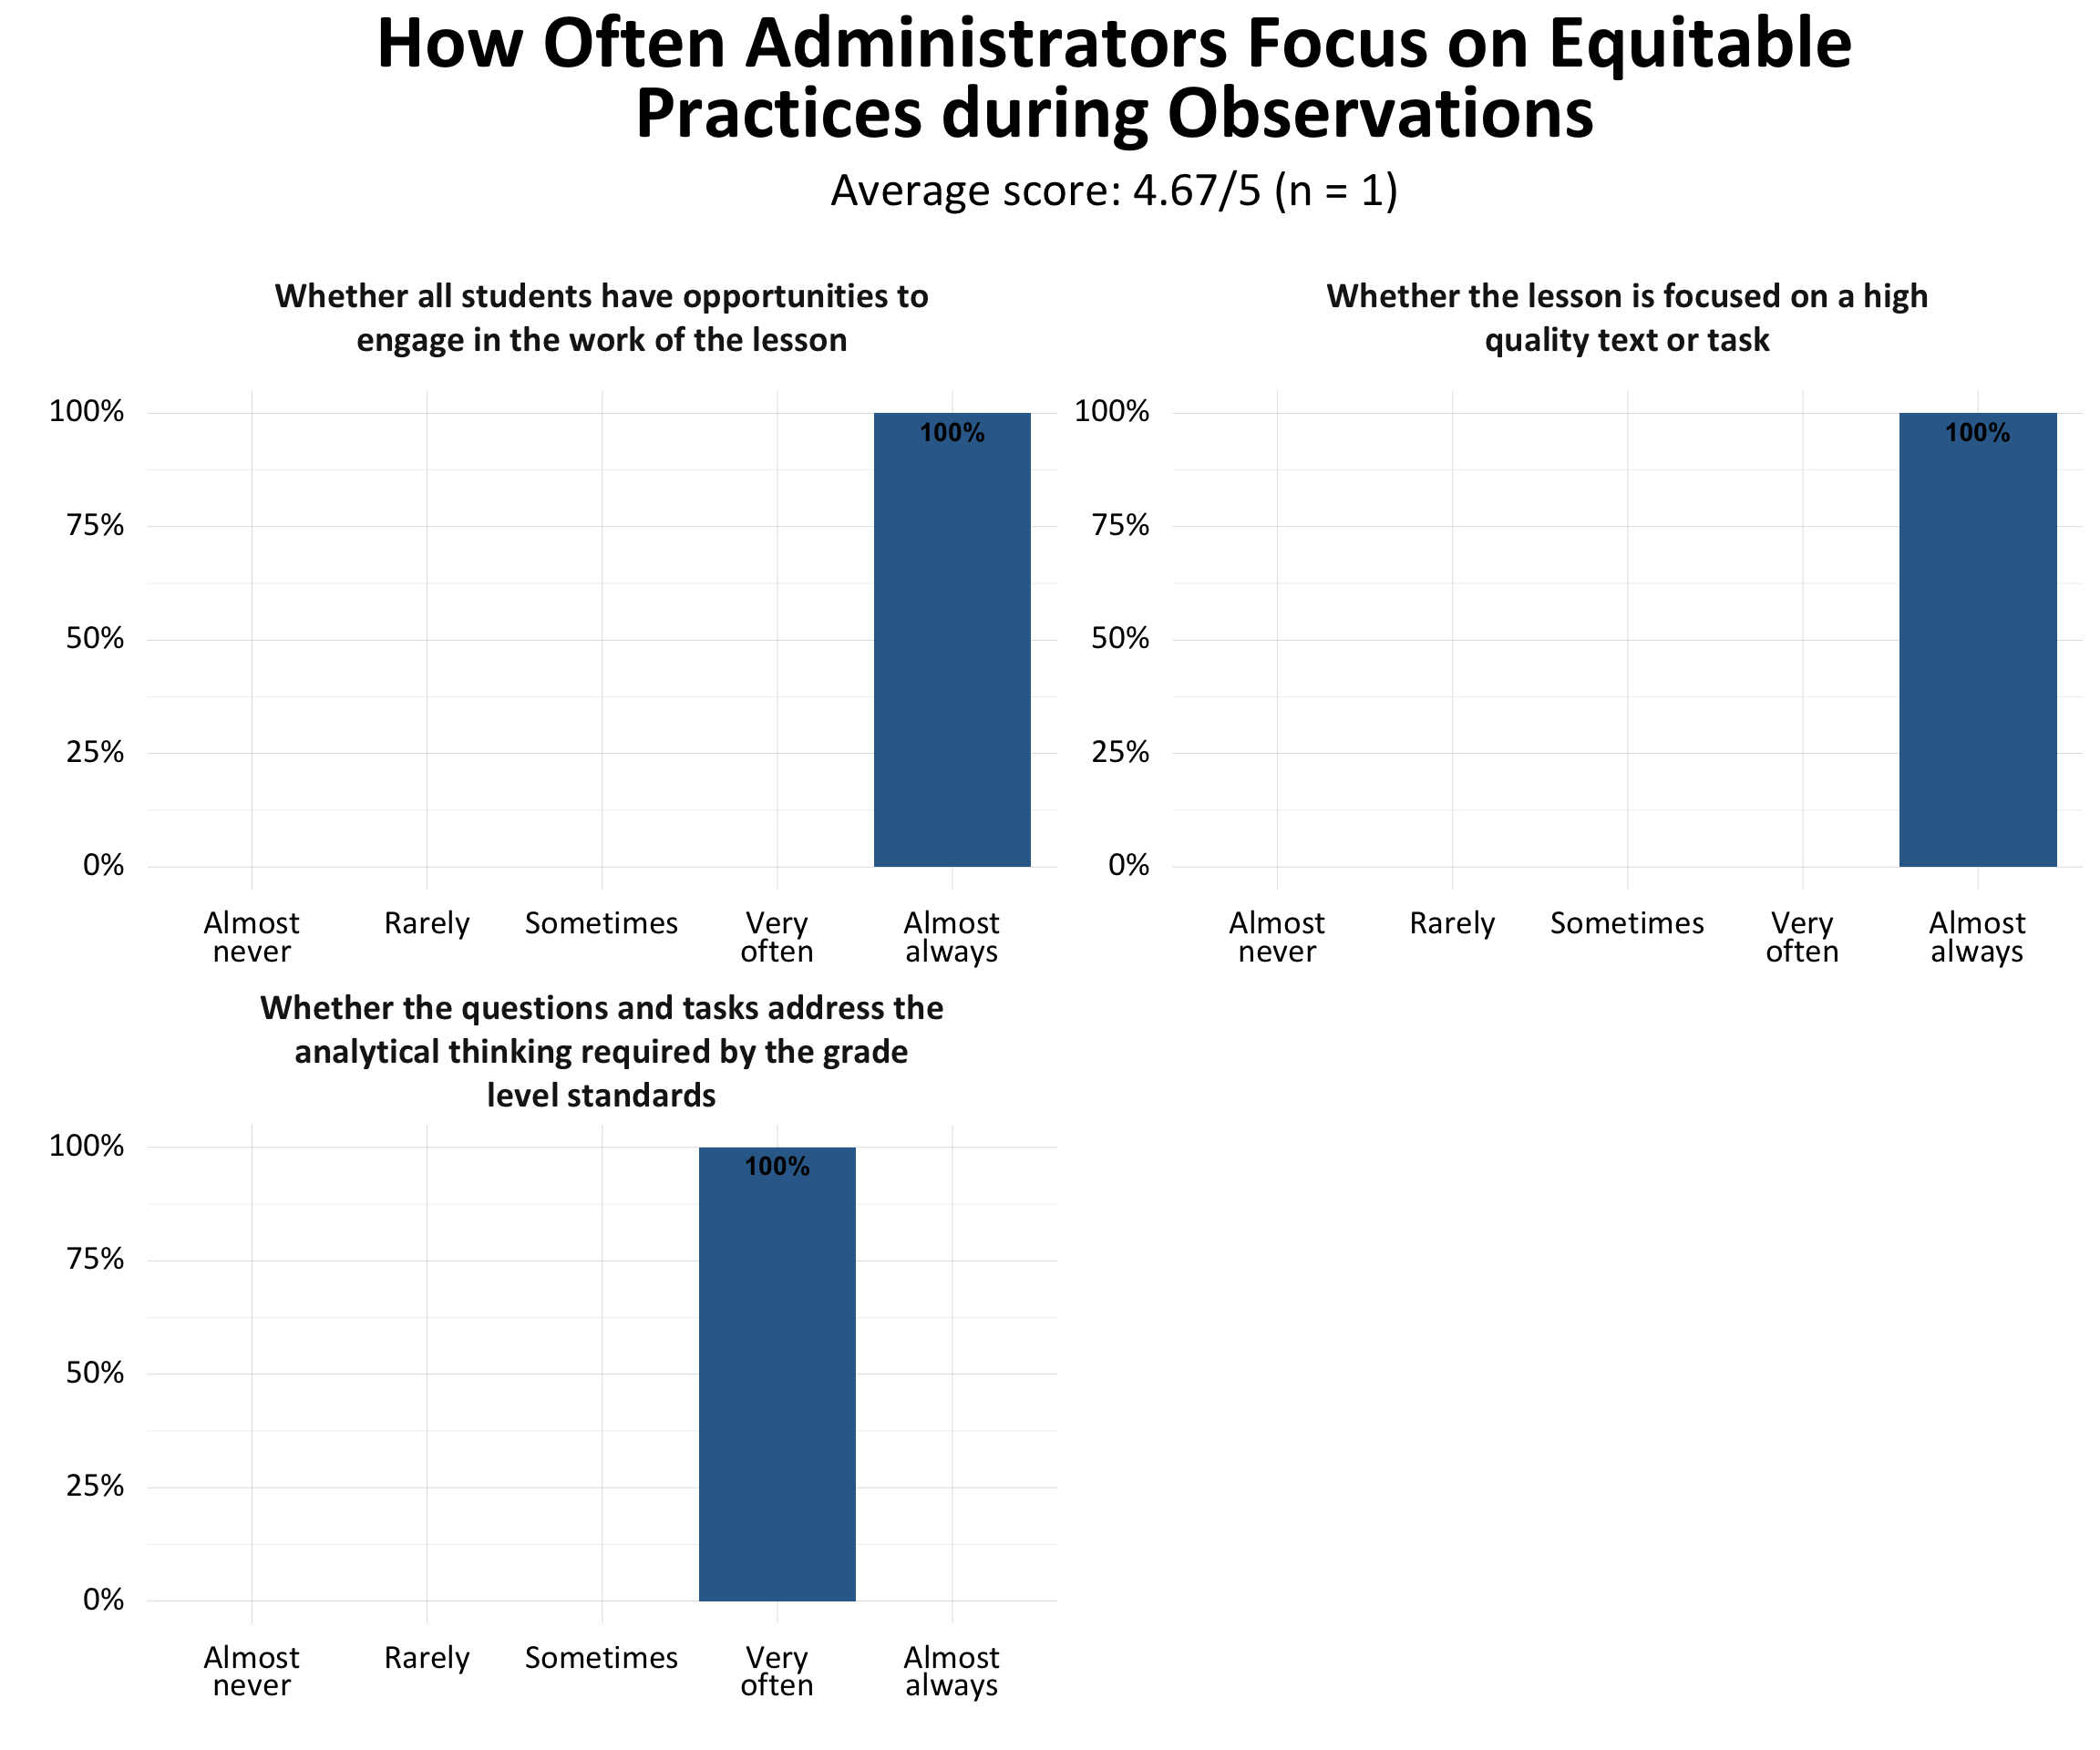 How Often Administrators Focus on Equitable
Practices during Observations
Average score: 4.67/5 (n = 1)
Whether all students have opportunities to
engage in the work of the lesson
100%
75%
50%
25%
0%
100%
Almost
never
Rarely
Sometimes
Very
often
Almost
always
Whether the lesson is focused on a high
quality text or task
100%
75%
50%
25%
0%
100%
Almost
never
Rarely
Sometimes
Very
often
Almost
always
Whether the questions and tasks address the
analytical thinking required by the grade
level standards
100%
75%
50%
25%
0%
100%
Almost
never
Rarely
Sometimes
Very
often
Almost
always